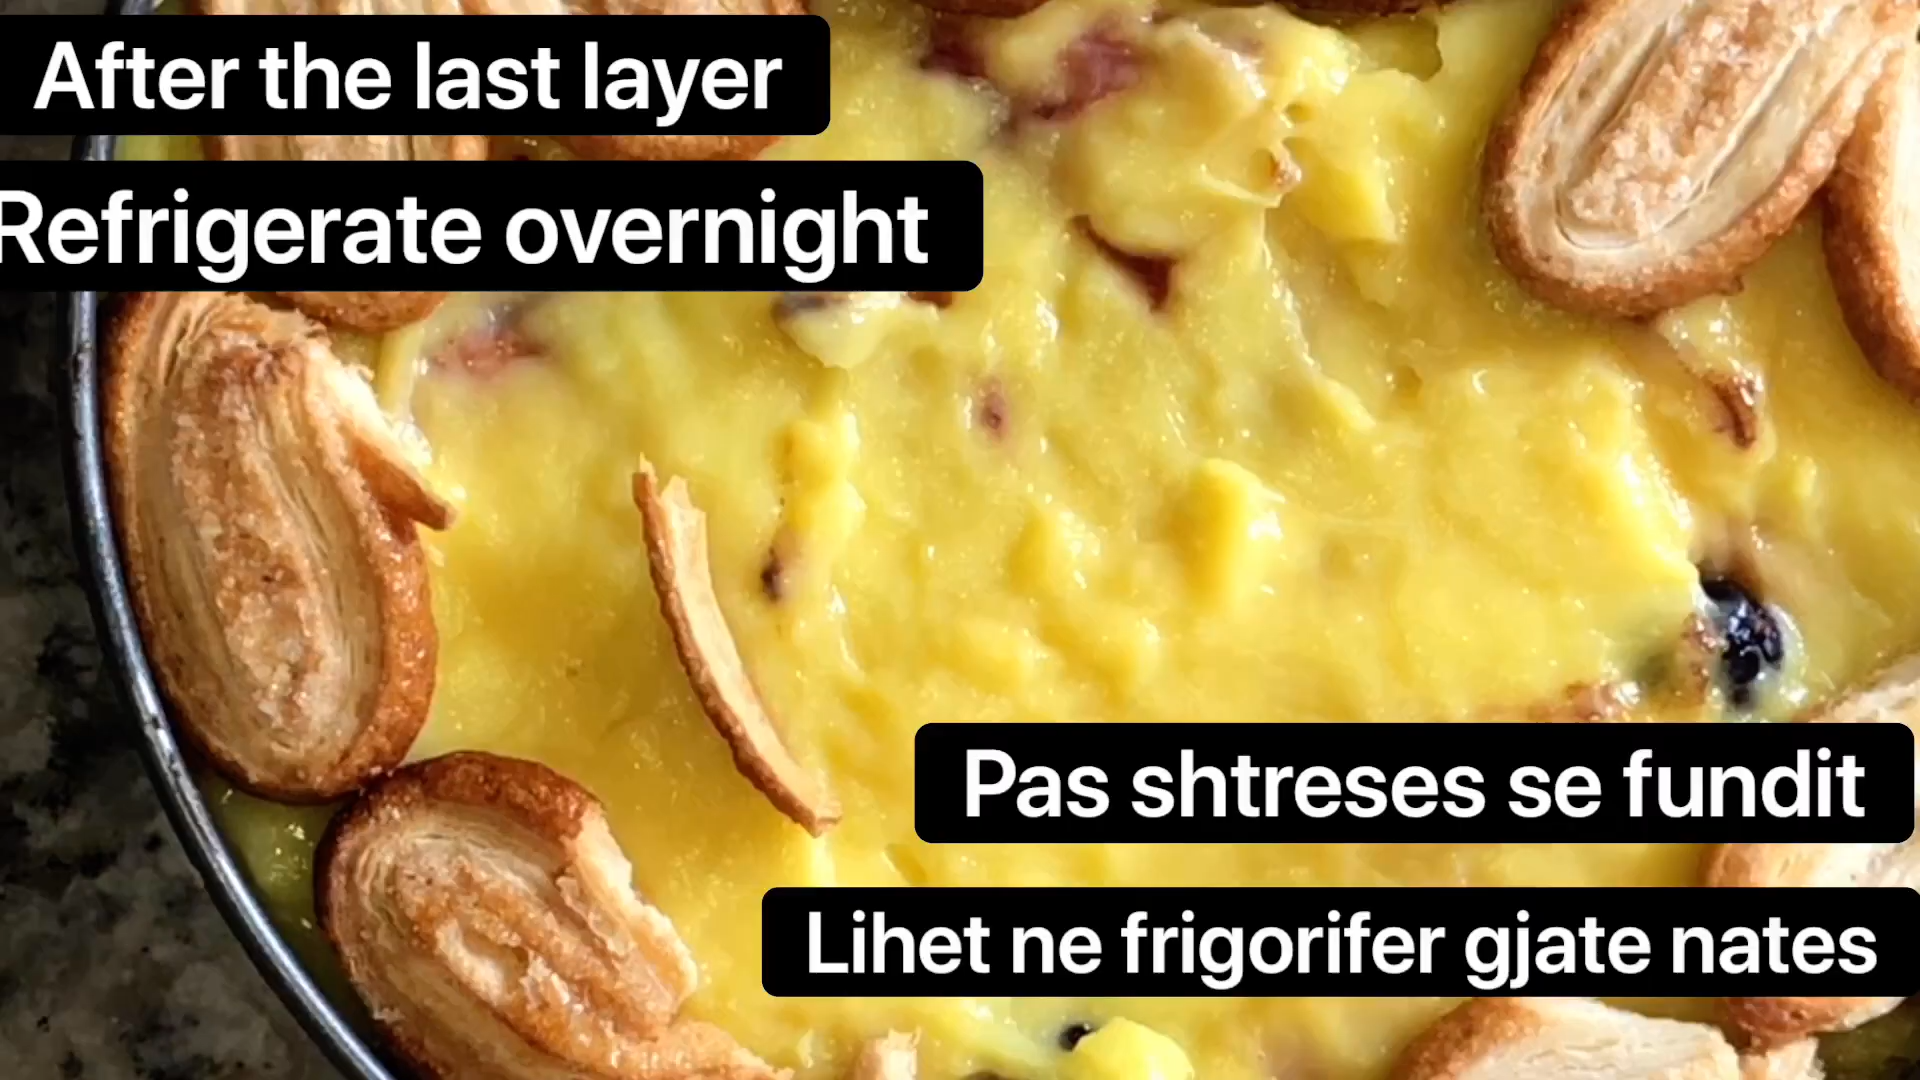 After the last layer
Refrigerate overnight
Pas shtreses se fundit
Lihet ne frigorifer gjate nates